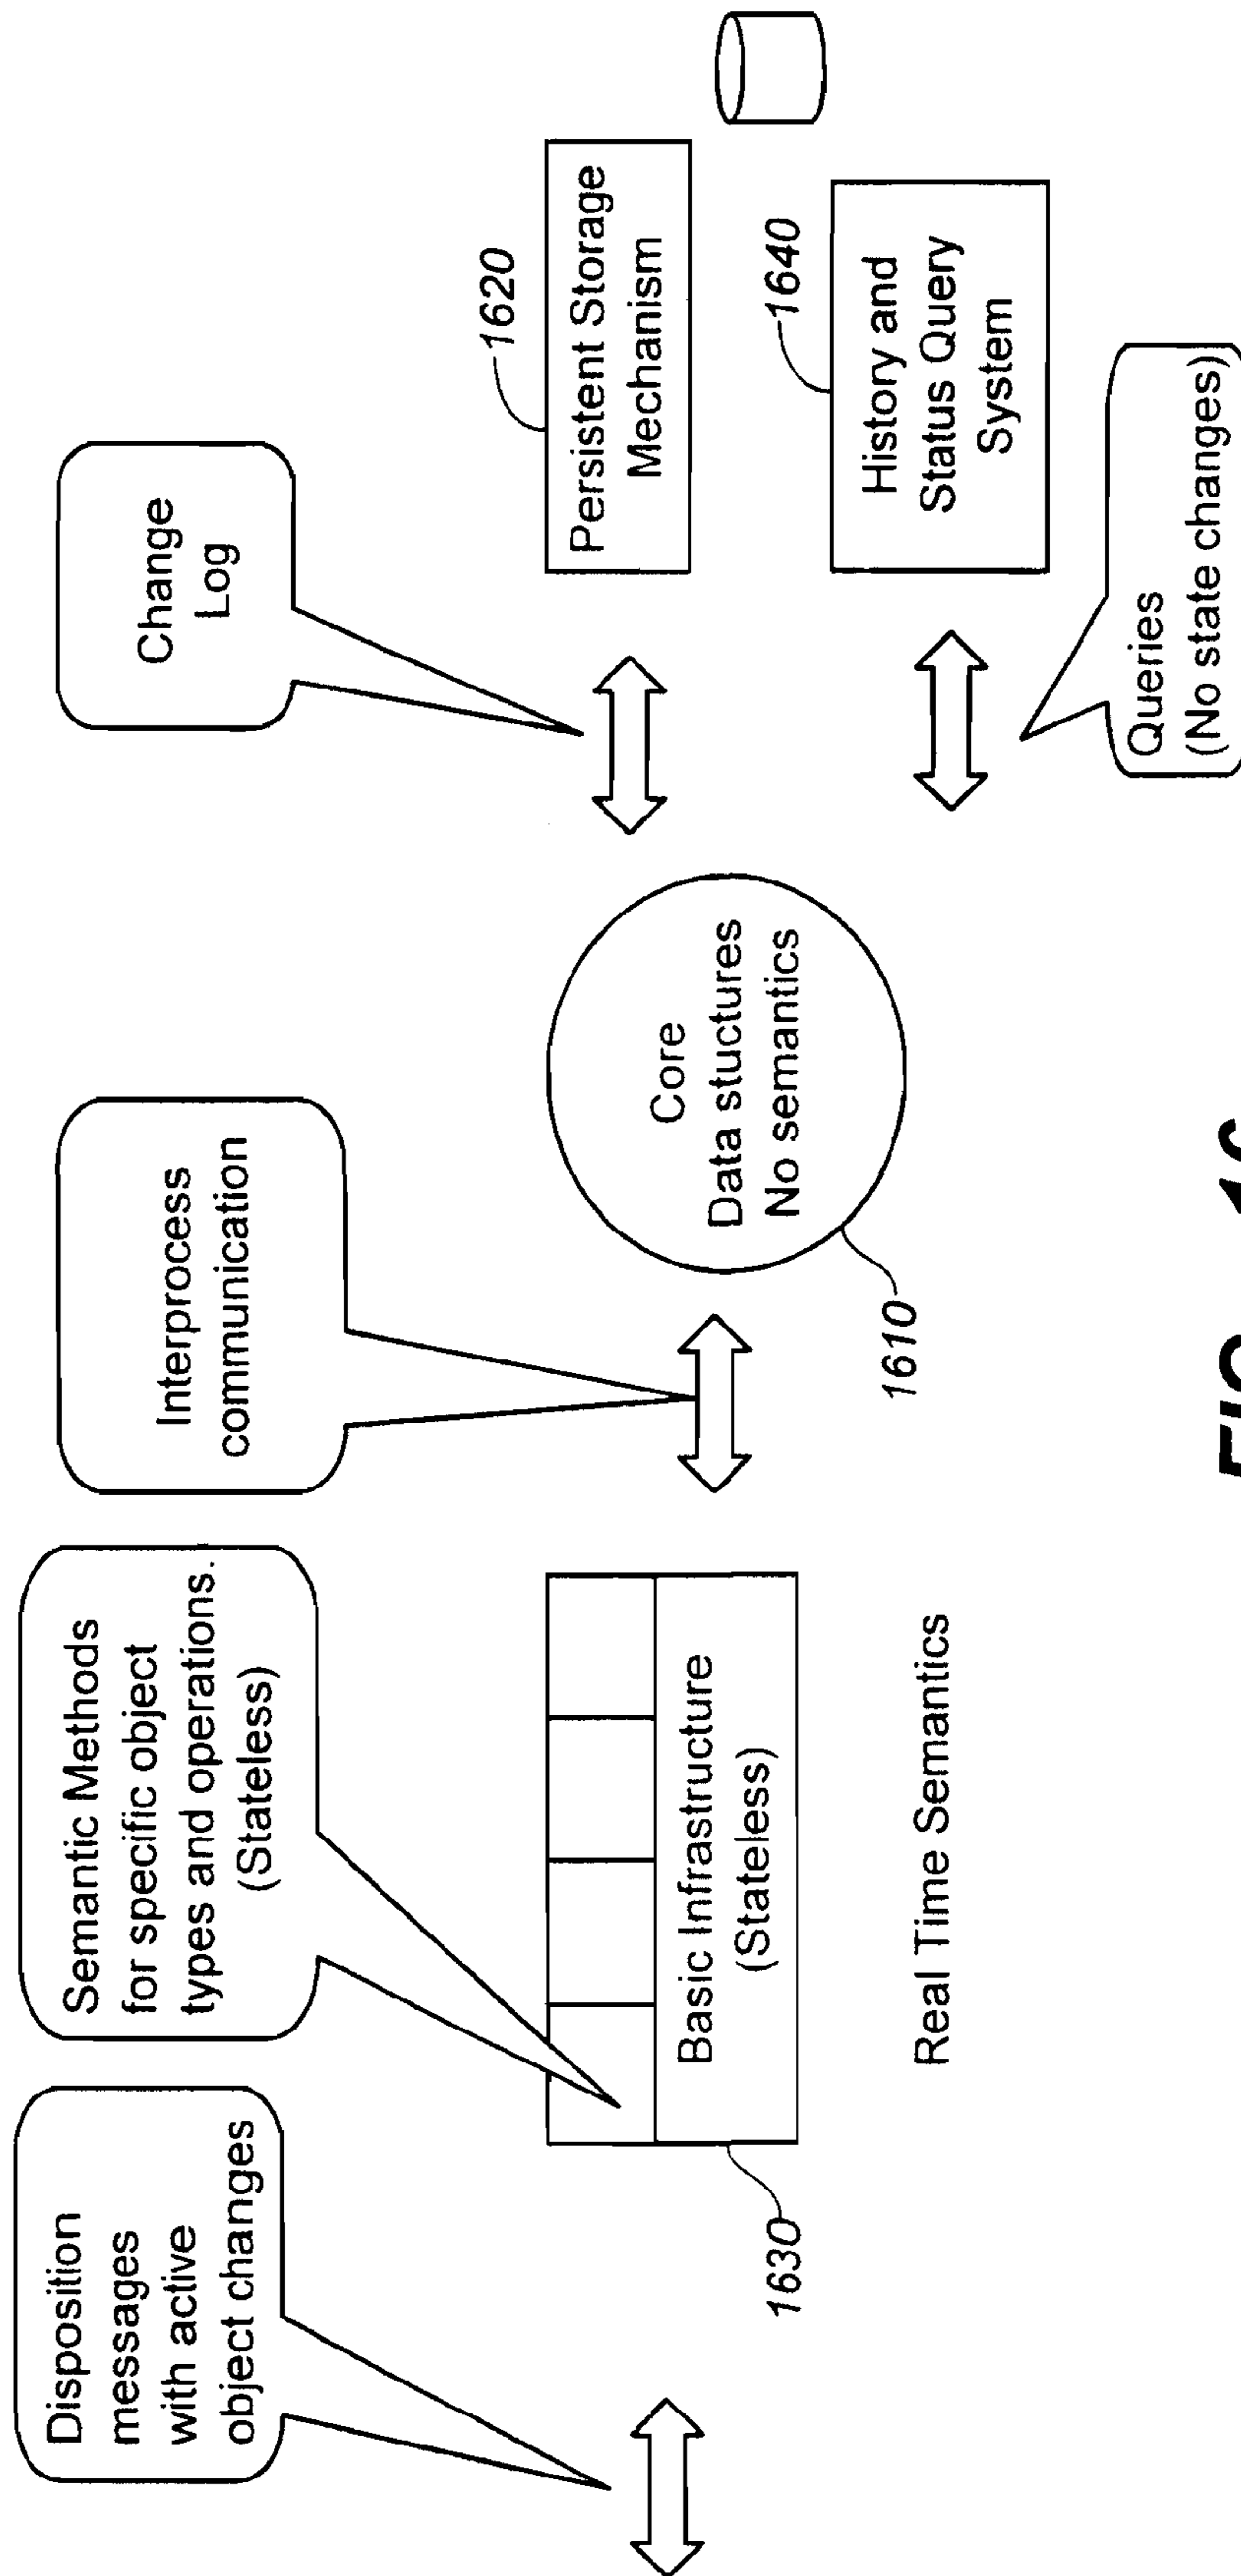 Disposition
messages
with active
object changes
Semantic Methods
for specific object
types and operations.
(Stateless)
Interprocess
communication
Change
Log
1630
Basic Infrastructure
(Stateless)
Real Time Semantics
Core
Data stuctures
No semantics
1610
1620
Persistent Storage
Mechanism
1640
History and
Status Query
System
Queries
(No state changes)
FIG. 16